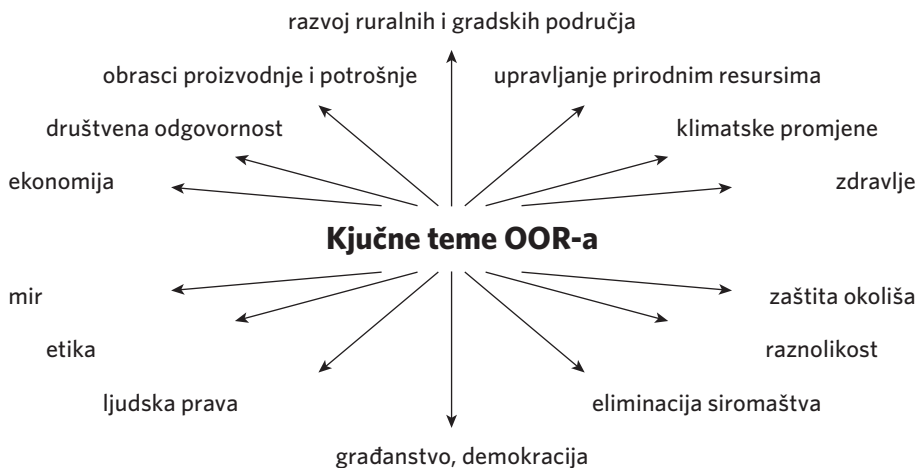 razvoj ruralnih i gradskih područja
obrasci proizvodnje i potrošnje
upravljanje prirodnim resursima
društvena odgovornost
klimatske promjene
ekonomija
zdravlje
Kjučne teme OOR-a
mir
zaštita okoliša
etika
raznolikost
ljudska prava
eliminacija siromaštva
građanstvo, demokracija